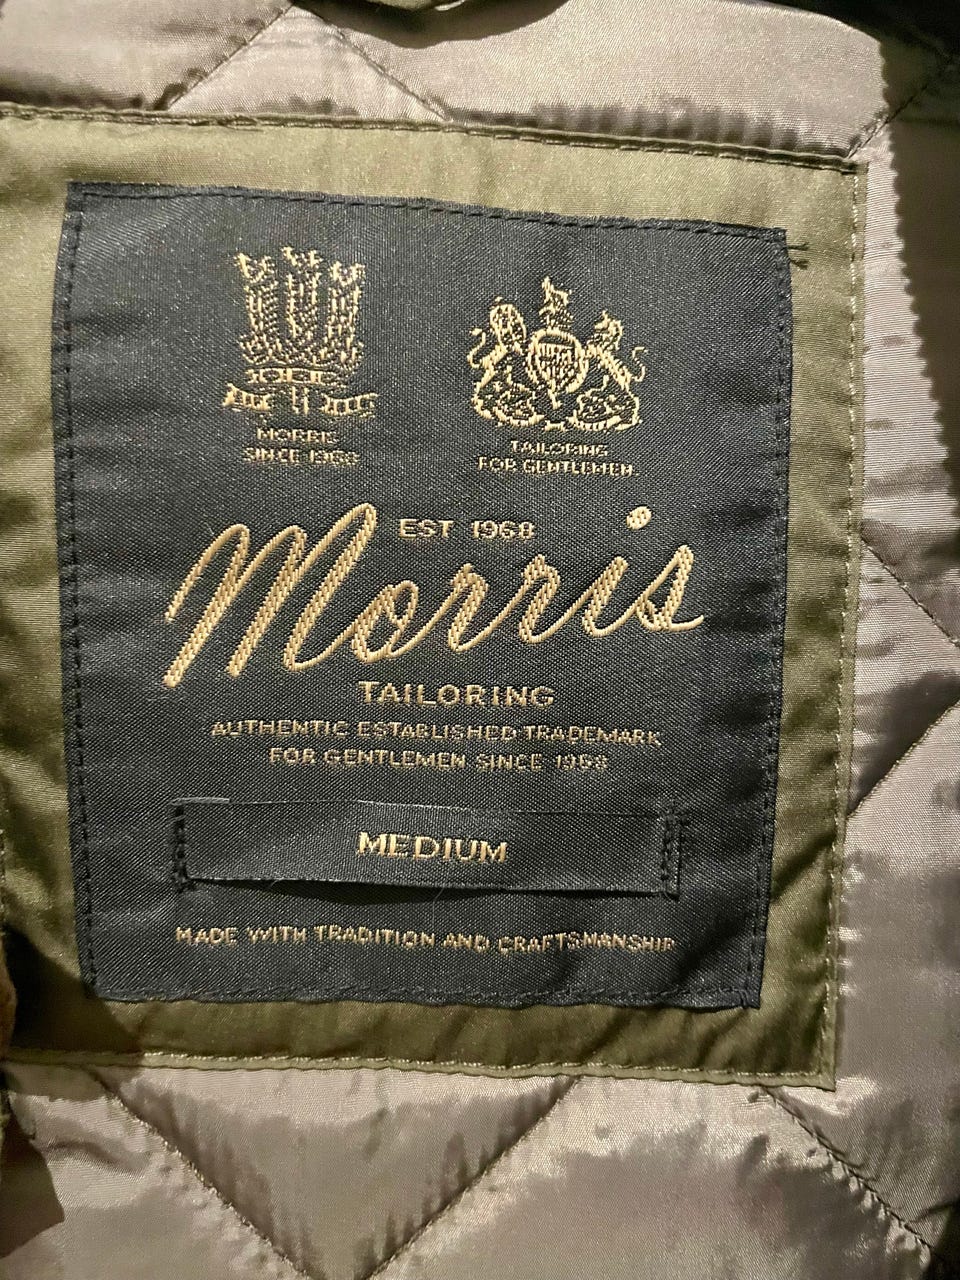 MORRIS
SINCE 1968
TAILORING
FOR GENTLEMEN.
EST 1968
Morris
TAILORING
AUTHENTIC ESTABLISHED TRADEMARK
FOR GENTLEMEN SINCE 1968
MEDIUM
MADE WITH TRADITION AND CRAFTSMANSHIP